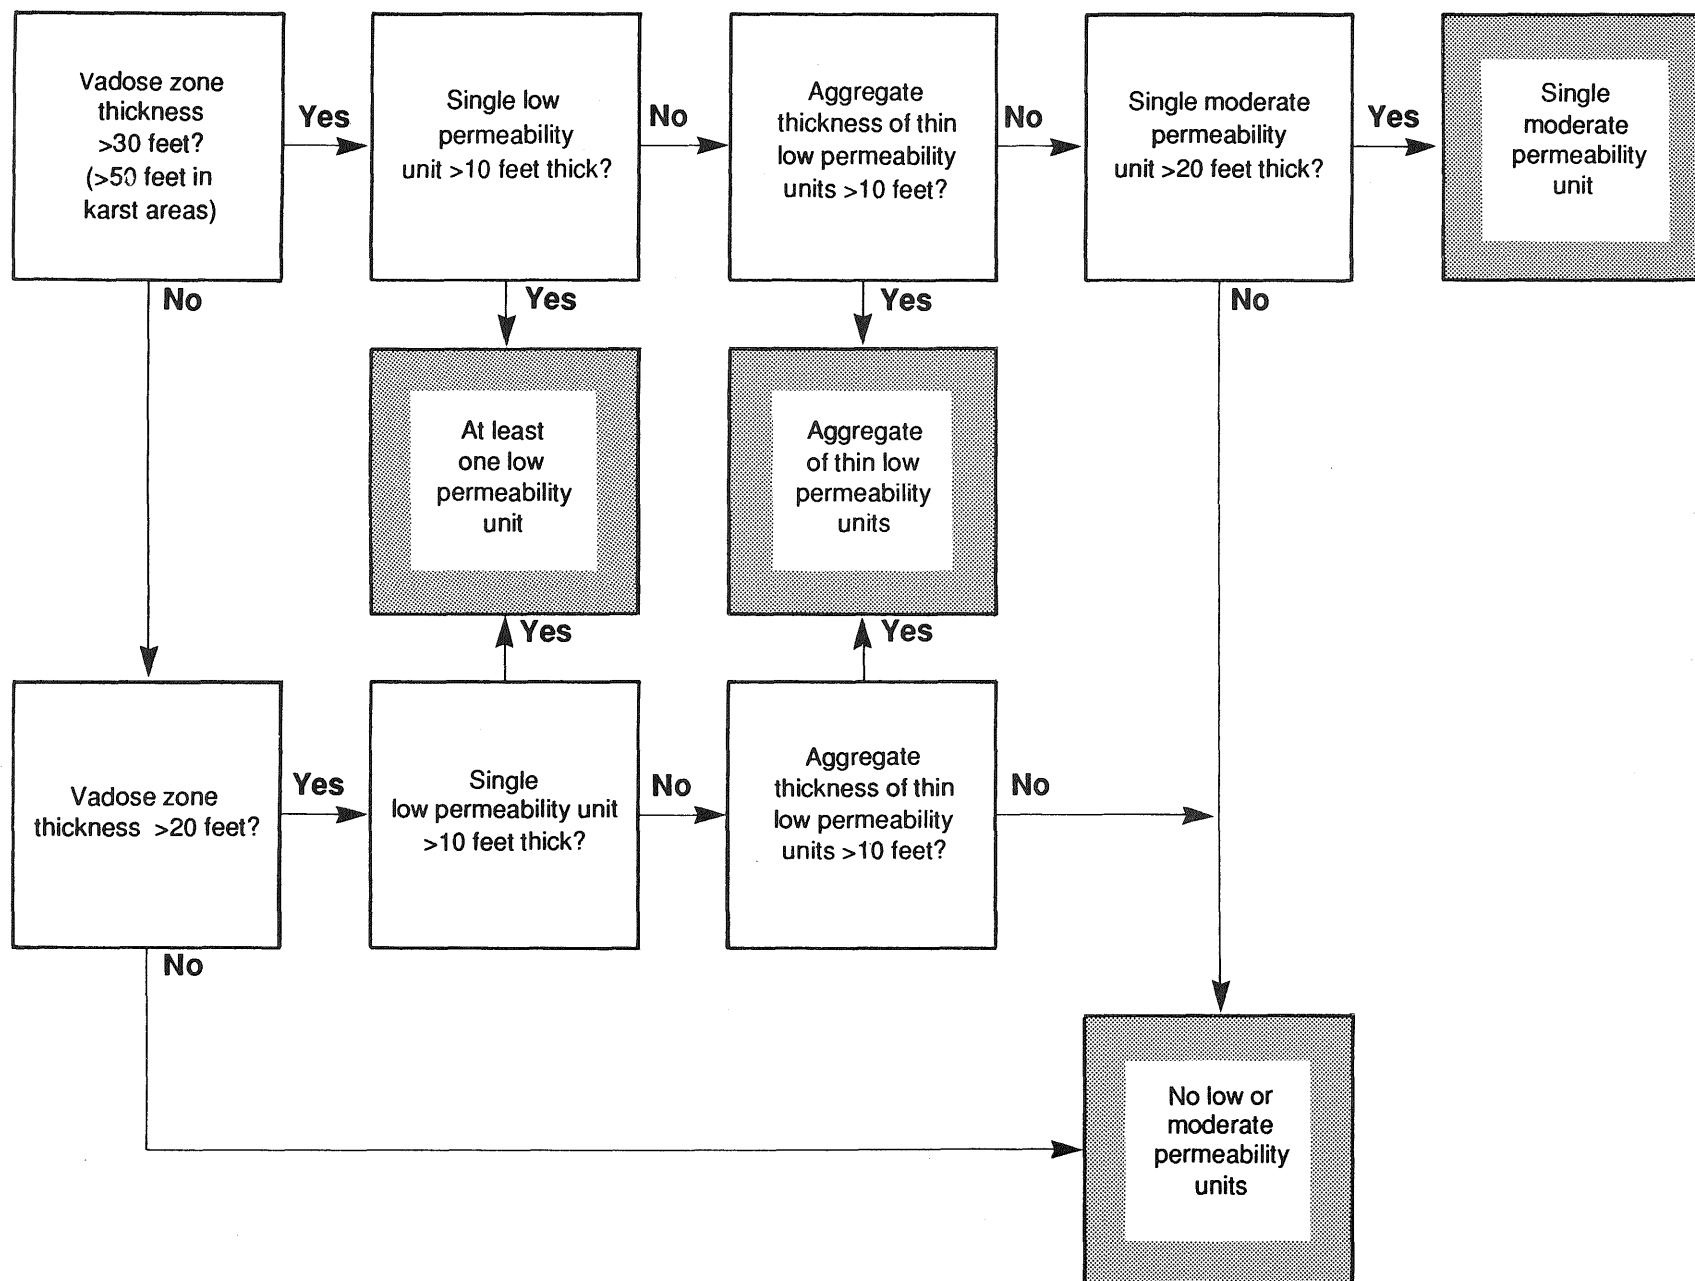 Vadose zone
thickness
>30 feet?
(>50 feet in
karst areas)
Yes
Single low
permeability
unit >10 feet thick?
No
Aggregate
thickness of thin
low permeability
units >10 feet?
No
Single moderate
permeability
unit >20 feet thick?
Yes
Single
moderate
permeability
unit
No
Yes
Yes
No
At least
one low
permeability
unit
Aggregate
of thin low
permeability
units
Yes
Yes
Vadose zone
thickness >20 feet?
Yes
Single
low permeability unit
>10 feet thick?
No
Aggregate
thickness of thin
low permeability
units >10 feet?
No
No
No low or
moderate
permeability
units